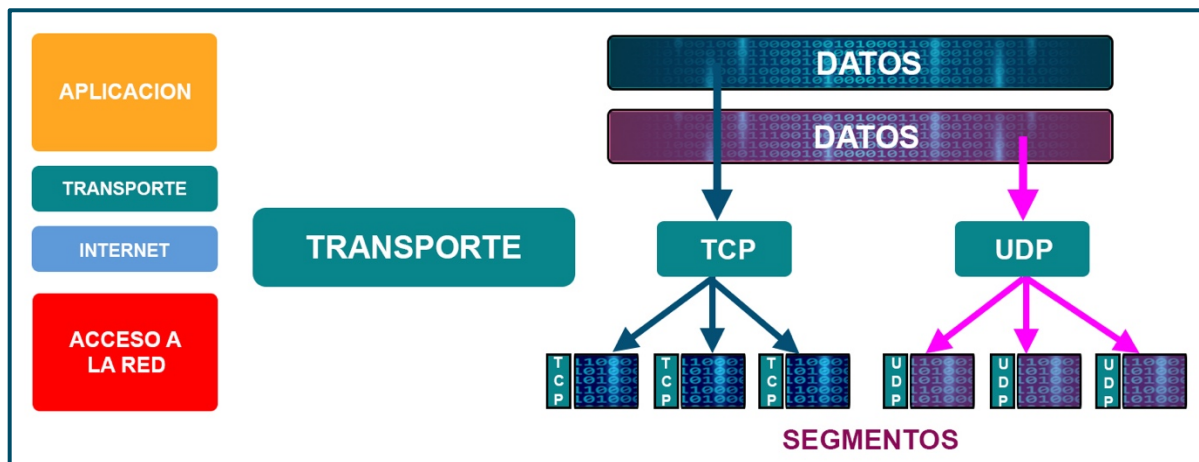 APLICACION
TRANSPORTE
INTERNET
ACCESO A
LA RED
TRANSPORTE
DATOS
DATOS
TCP
UDP
TCP
TCP
TCP
UDP
UDP
UDP
SEGMENTOS